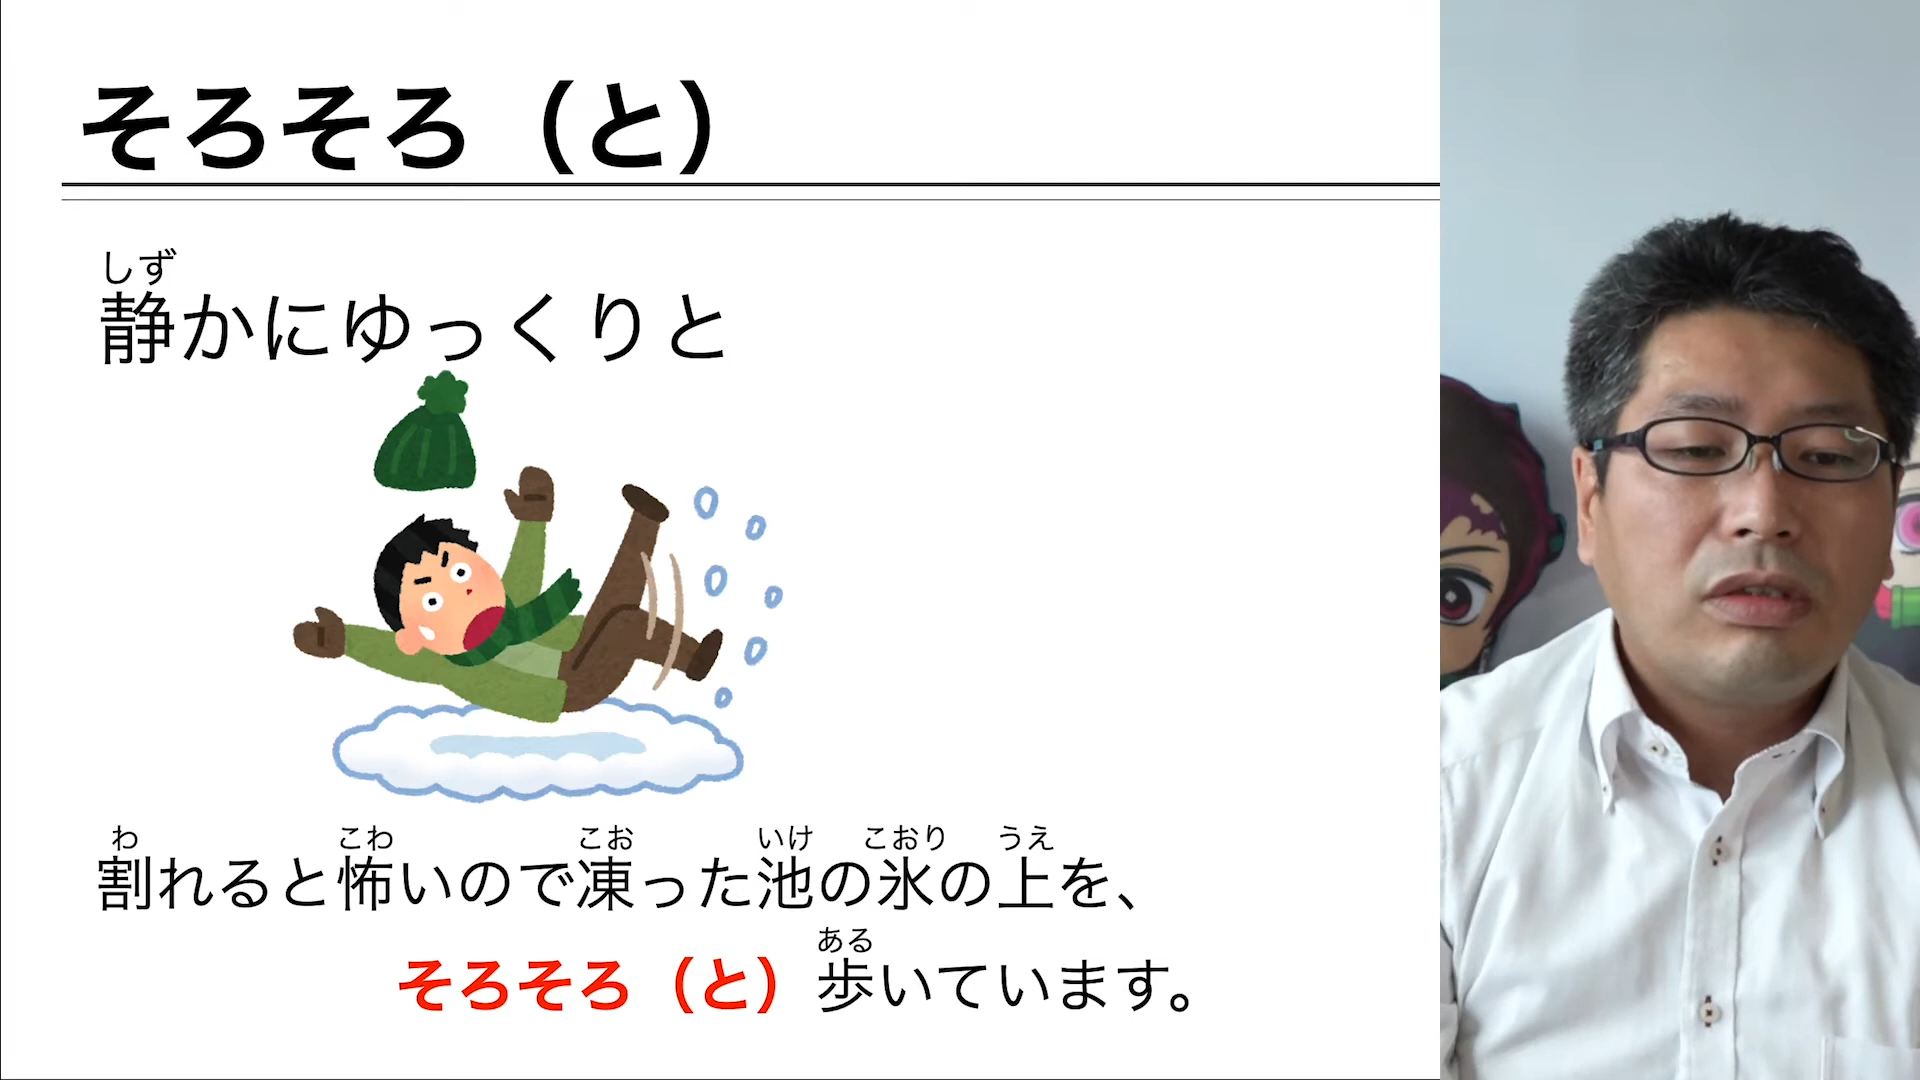 そろそろ（と）
しず
静かにゆっくりと
わ こわ こお いけ こおり うえ
割れると怖いので凍った池の氷の上を、
ある
そろそろ（と）歩いています。